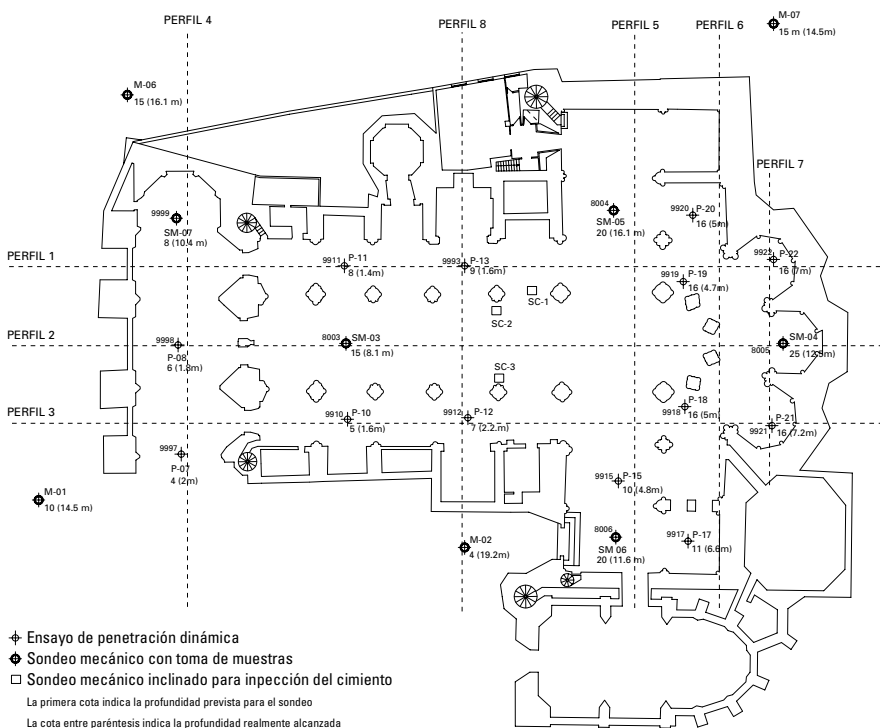 PERFIL 4
PERFIL 8
PERFIL 5
PERFIL 6
M-07
15 m (14.5m)
M-06
15 (16.1 m)
PERFIL 7
9999
SM-07
8 (10.4 m)
8004
SM-05
20 (16.1m)
9920
P-20
16 (5m)
PERFIL 1
9911
P-11
8 (1.4m)
9993
P-13
9 (1.6m)
9922
P-22
16 (7m)
9919
P-19
16 (4.7m)
SC-1
SC-2
PERFIL 2
9998
P-08
6 (1.8m)
8003
SM-03
15 (8.1 m)
SM-04
8005
25 (12.3m)
SC-3
PERFIL 3
9910
P-10
5 (1.6m)
9912
P-12
7 (2.2.m)
P-18
9918
16 (5m)
P-21
9921
16 (7.2m)
9997
P-07
4 (2m)
9915
P-15
10 (4.8m)
M-01
10 (14.5 m)
M-02
4 (19.2m)
8006
SM 06
20 (11.6 m)
9917
P-17
11 (6.6m)
Ensayo de penetración dinámica
Sondeo mecánico con toma de muestras
Sondeo mecánico inclinado para inpección del cimiento
La primera cota indica la profundidad prevista para el sondeo
La cota entre paréntesis indica la profundidad realmente alcanzada